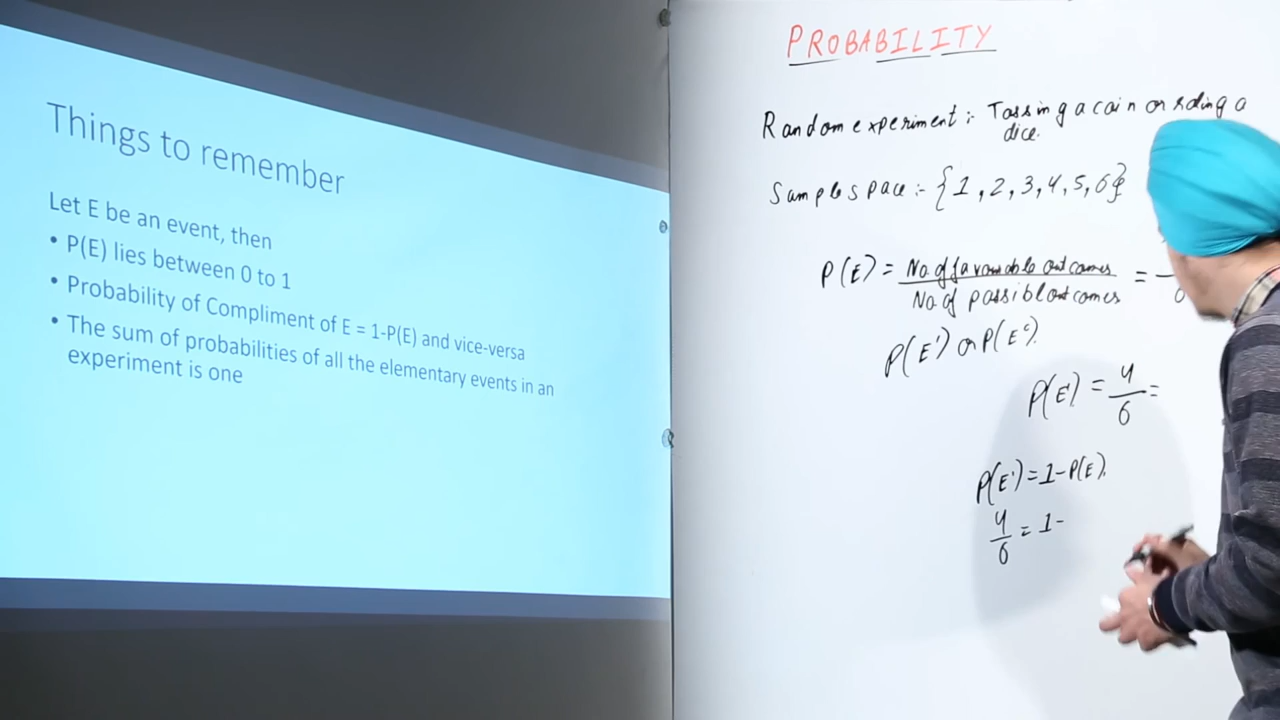 Things to remember
Let E be an event, then
• P(E) lies between 0 to 1
• Probability of Compliment of E = 1-P(E) and vice-versa
• The sum of probabilities of all the elementary events in an
experiment is one
PROBABILITY
Random experiment :- Tossing a coin or rolling a
dice.
Sample space :- {1, 2, 3, 4, 5, 6}
P(E) = No. of favourable outcomes / No. of possible outcomes =
P(E') or P(Eᶜ).
P(E') = 4/6 =
P(E') = 1-P(E).
4/6 = 1-